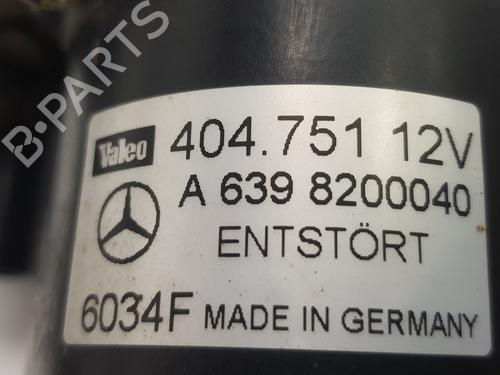 B-PARTS
Valeo 404.751 12V
A 639 8200040
ENTSTÖRT
6034F MADE IN GERMANY